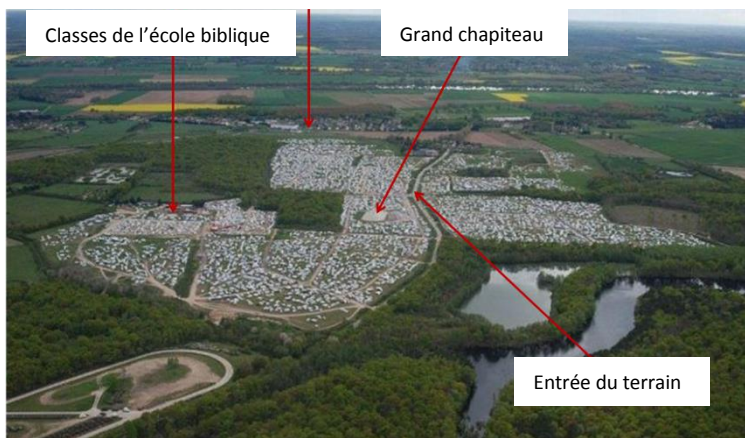 Classes de l’école biblique
Grand chapiteau
Entrée du terrain